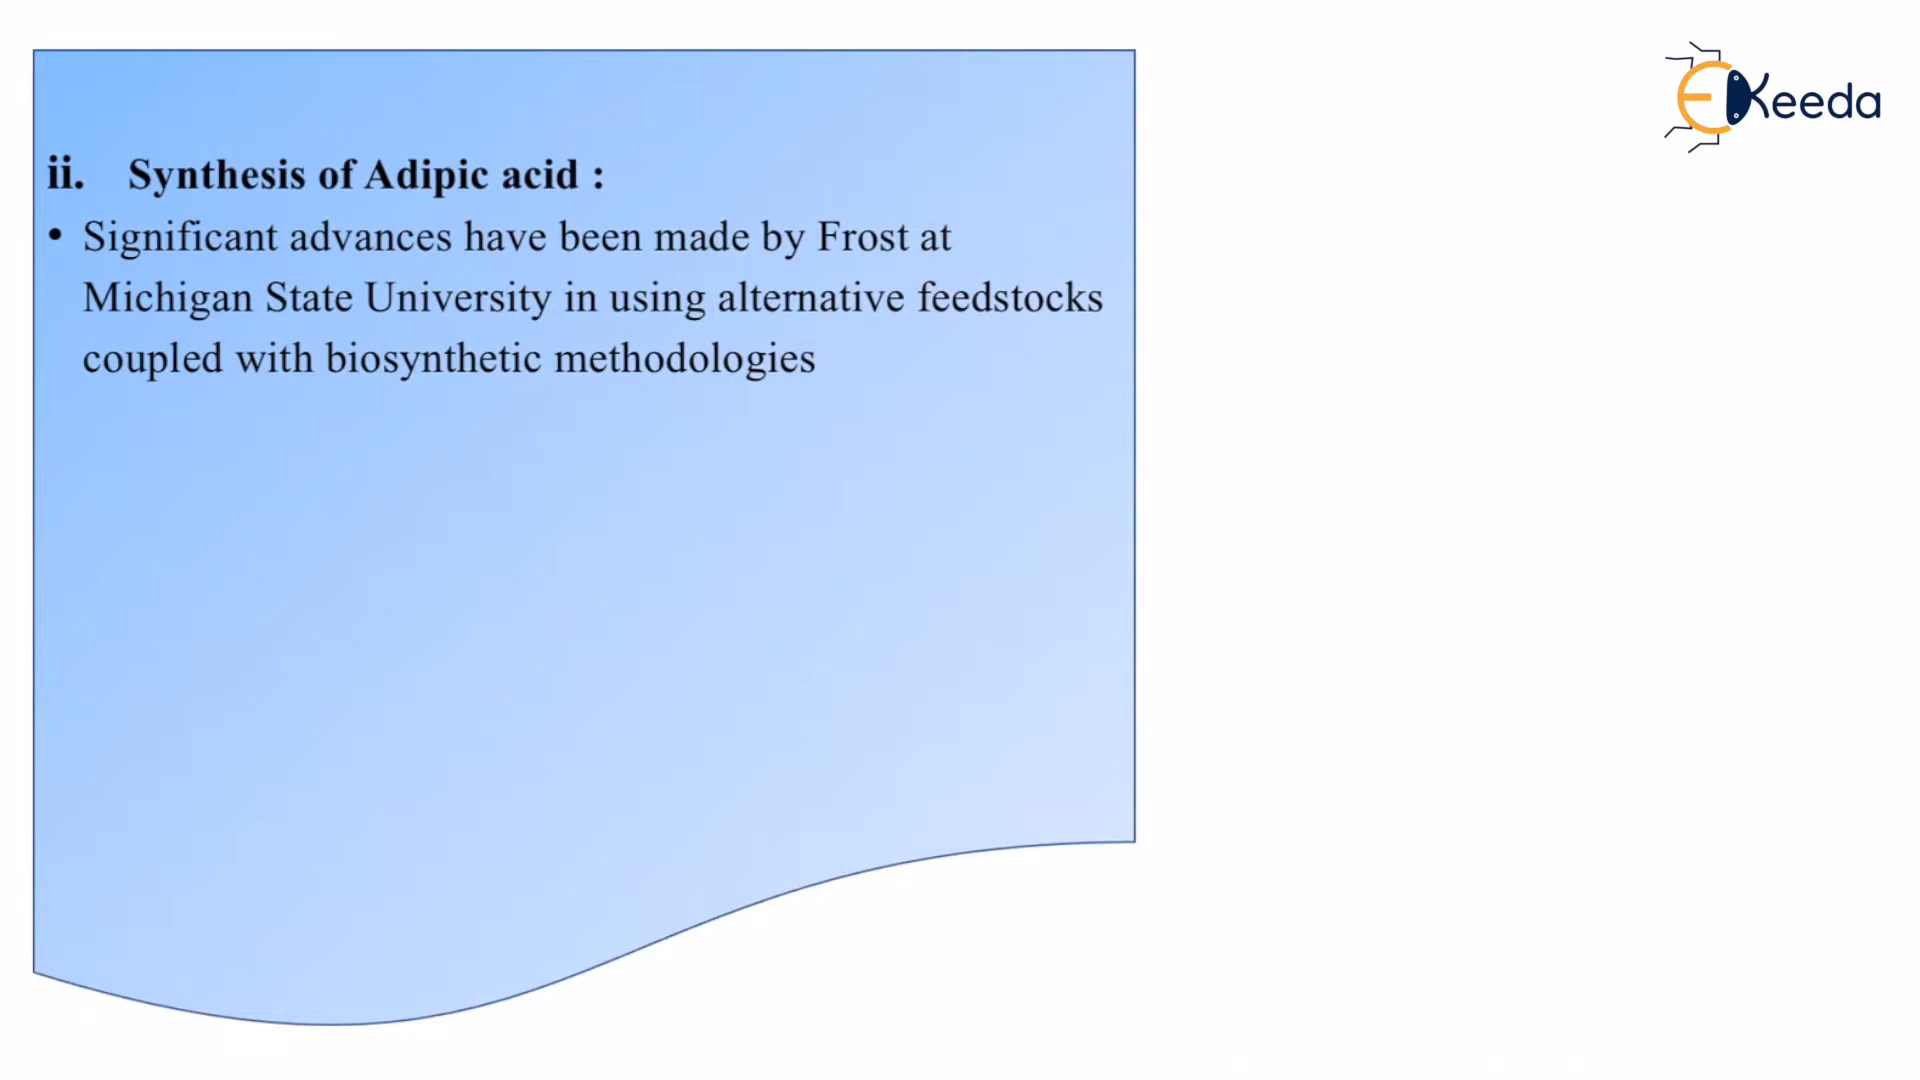 EKeeda
ii. Synthesis of Adipic acid :
• Significant advances have been made by Frost at
Michigan State University in using alternative feedstocks
coupled with biosynthetic methodologies